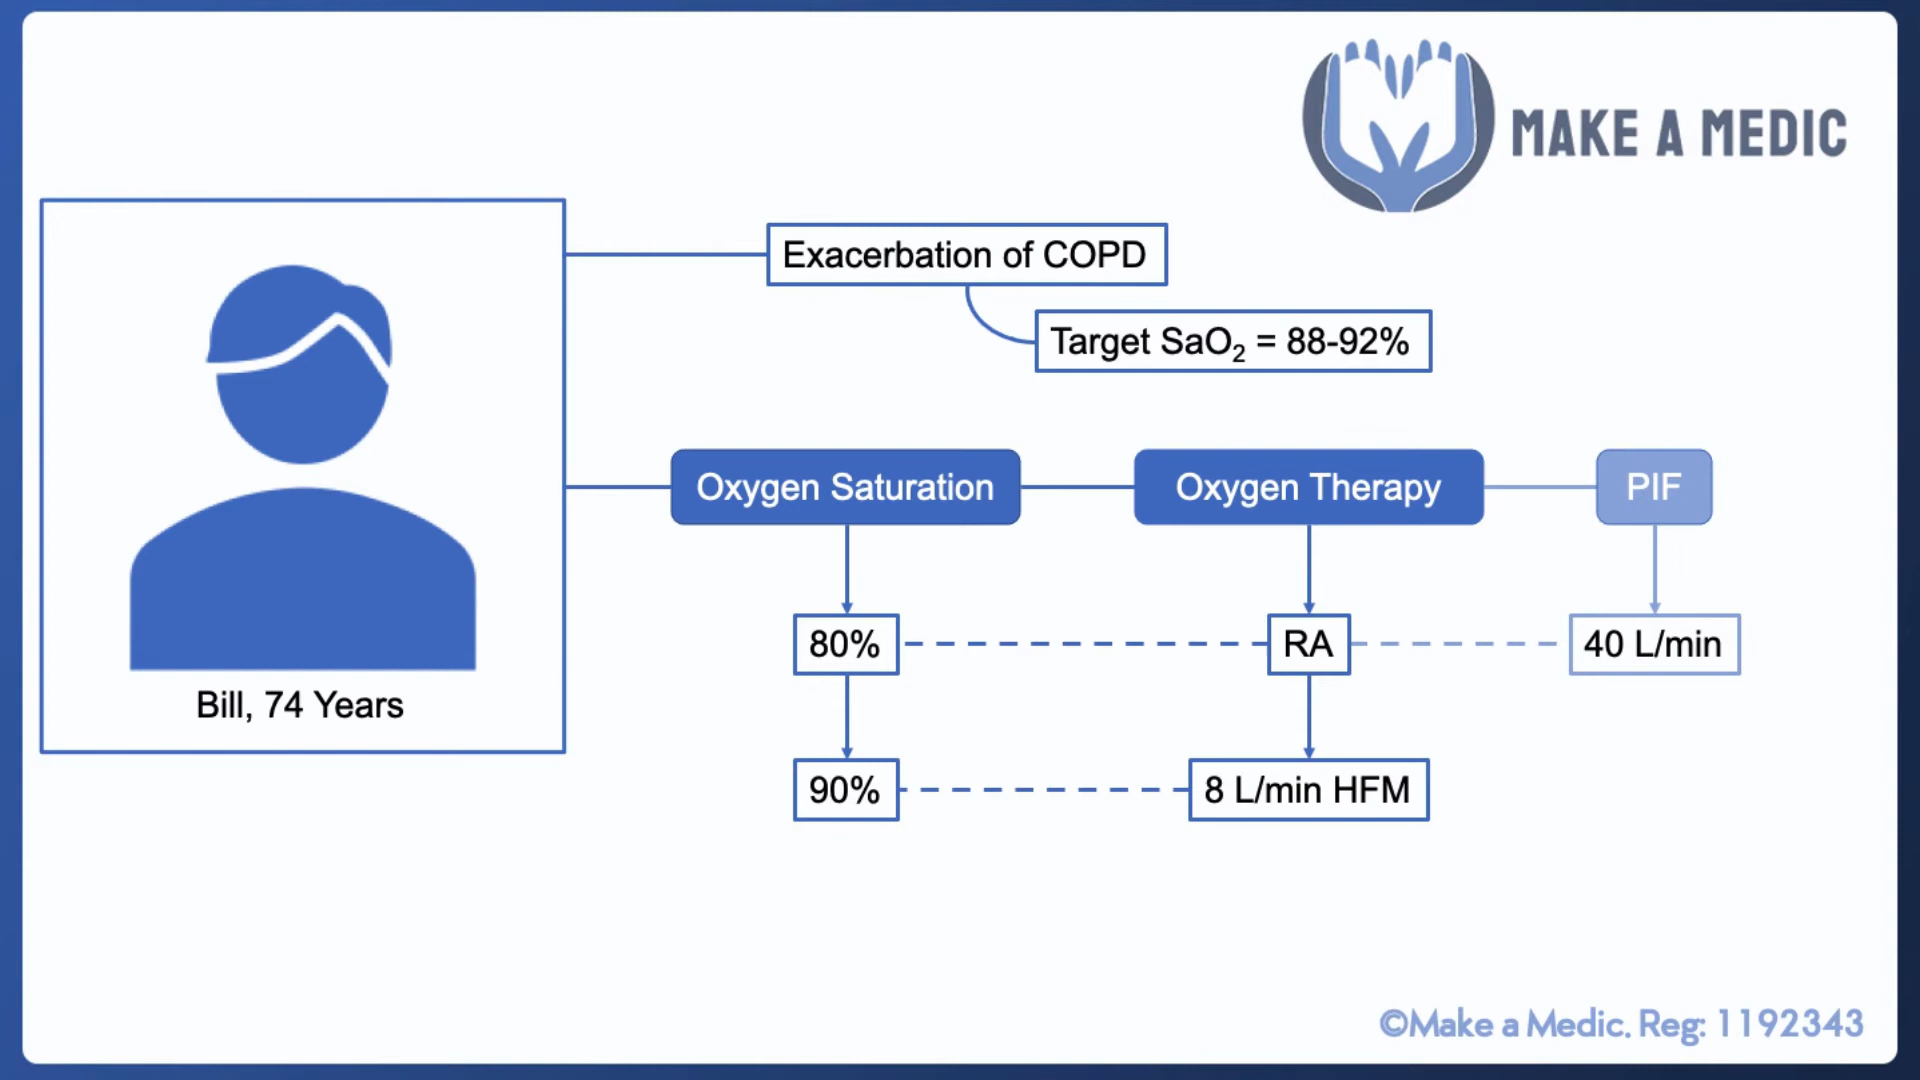 MAKE A MEDIC
Exacerbation of COPD
Target SaO₂ = 88-92%
Oxygen Saturation
Oxygen Therapy
PIF
80%
RA
40 L/min
Bill, 74 Years
90%
8 L/min HFM
©Make a Medic. Reg: 1192343